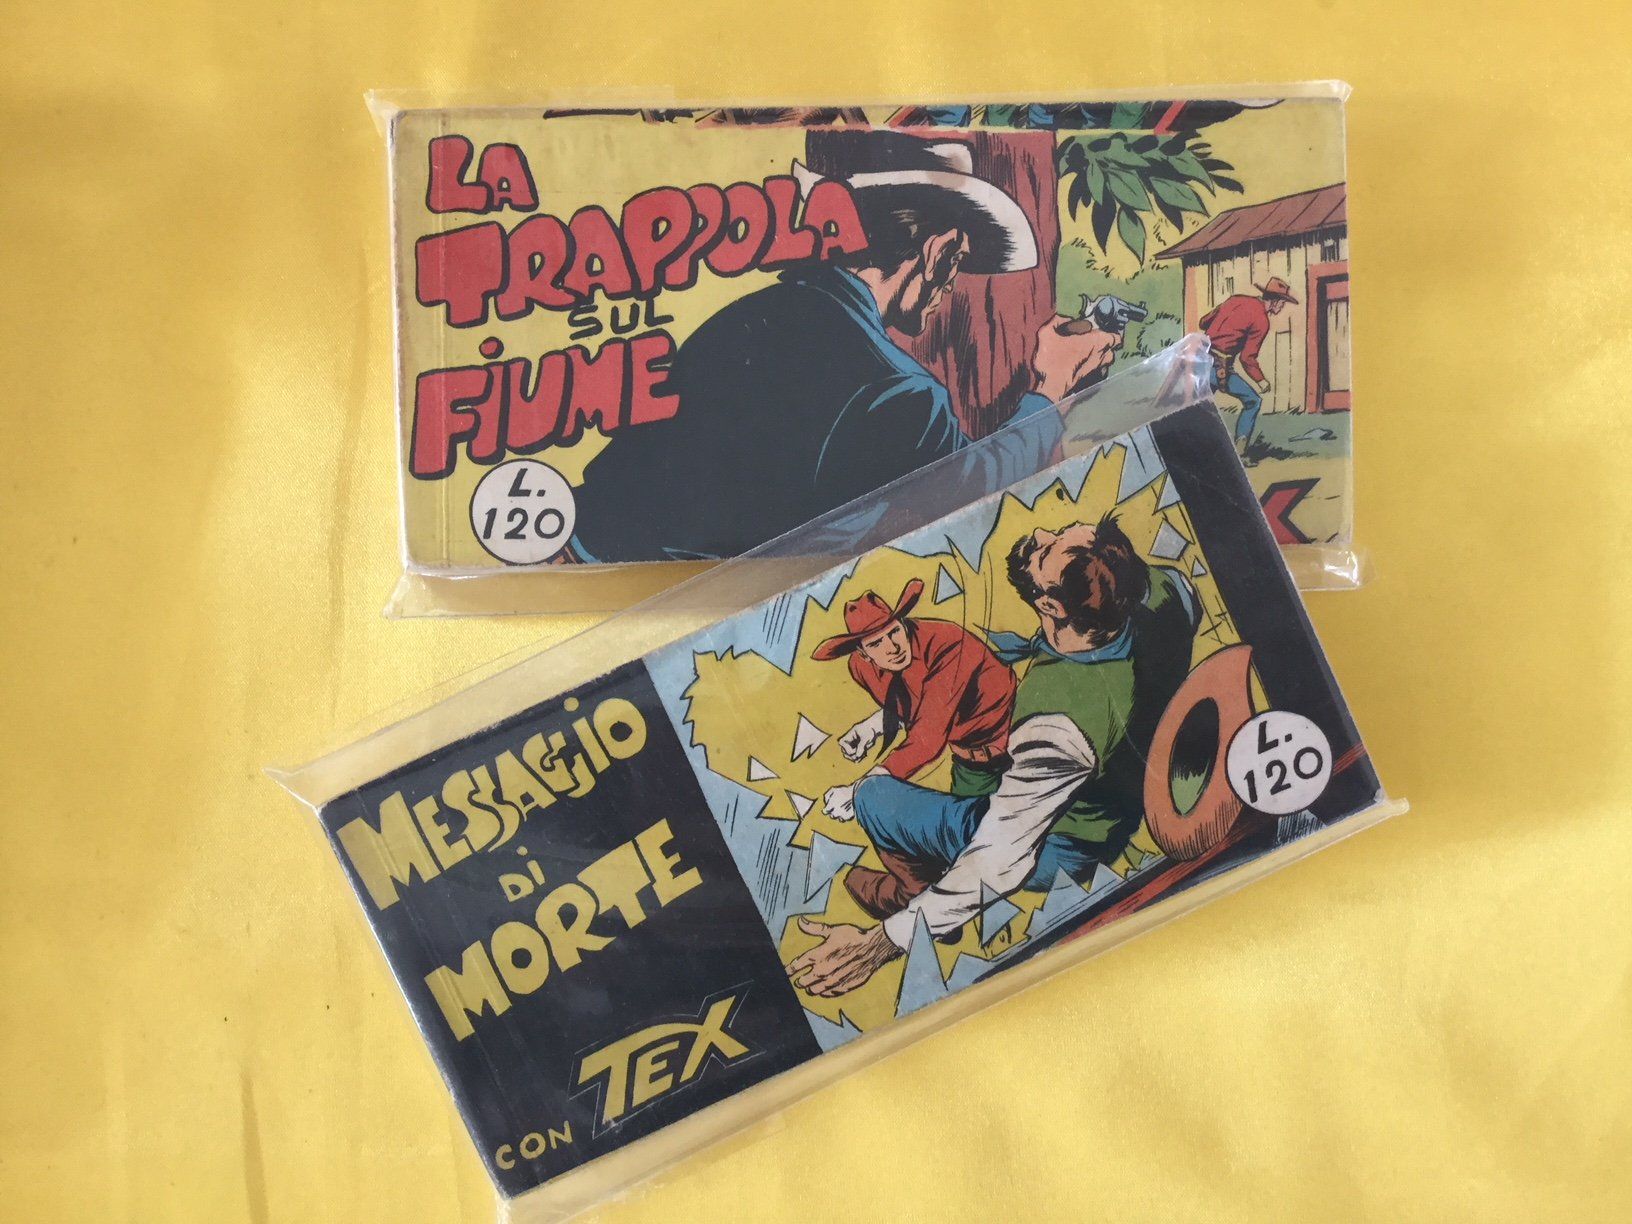 LA
TRAPPOLA
SUL
FIUME
L.
120
MESSAGGIO
DI
MORTE
CON TEX
L.
120